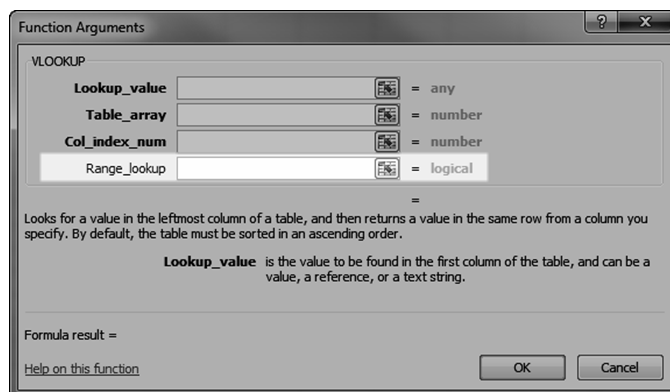 Function Arguments
VLOOKUP
Lookup_value = any
Table_array = number
Col_index_num = number
Range_lookup = logical
=
Looks for a value in the leftmost column of a table, and then returns a value in the same row from a column you
specify. By default, the table must be sorted in an ascending order.
Lookup_value is the value to be found in the first column of the table, and can be a
value, a reference, or a text string.
Formula result =
Help on this function
OK Cancel